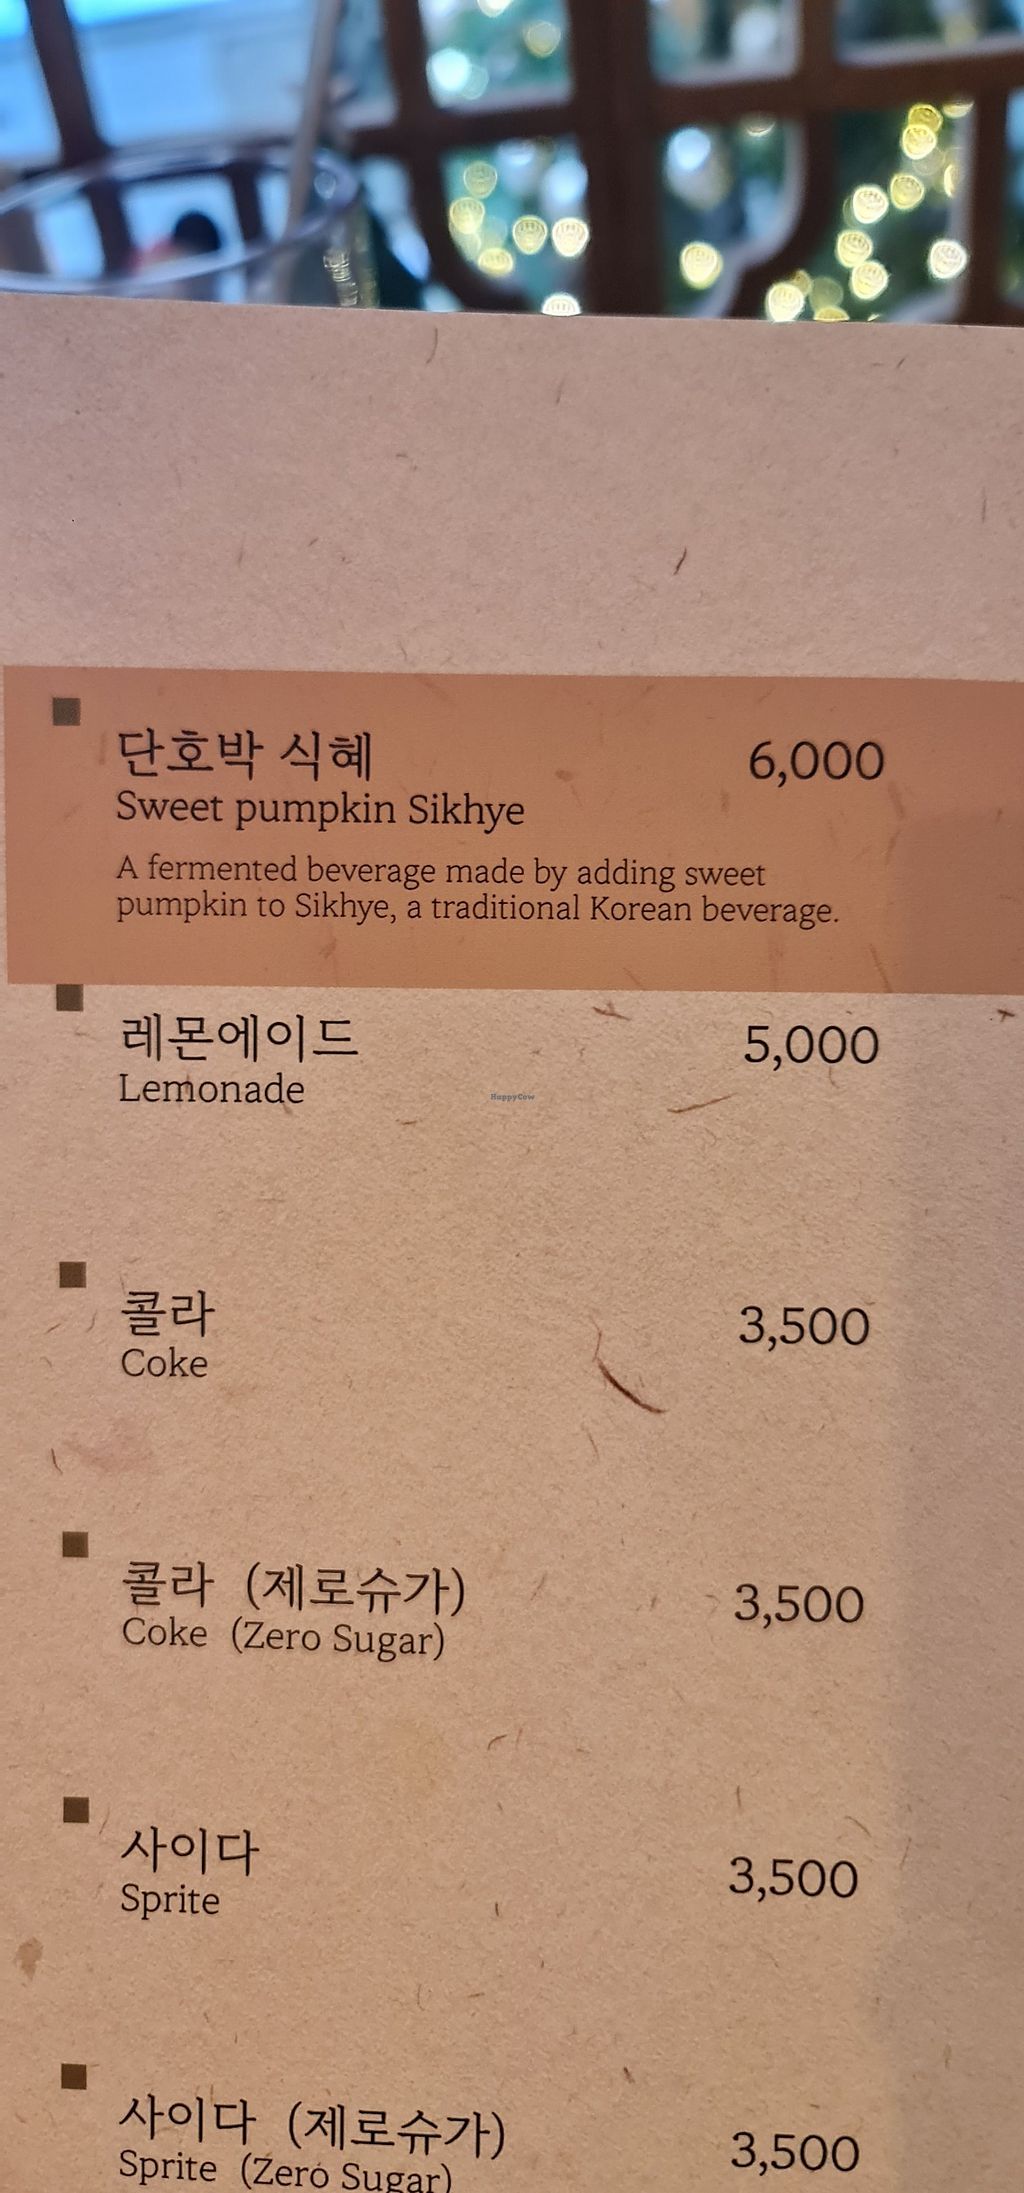 단호박 식혜 6,000
Sweet pumpkin Sikhye
A fermented beverage made by adding sweet
pumpkin to Sikhye, a traditional Korean beverage.
레몬에이드 5,000
Lemonade
HappyCow
콜라 3,500
Coke
콜라 (제로슈가) 3,500
Coke (Zero Sugar)
사이다 3,500
Sprite
사이다 (제로슈가) 3,500
Sprite (Zero Sugar)